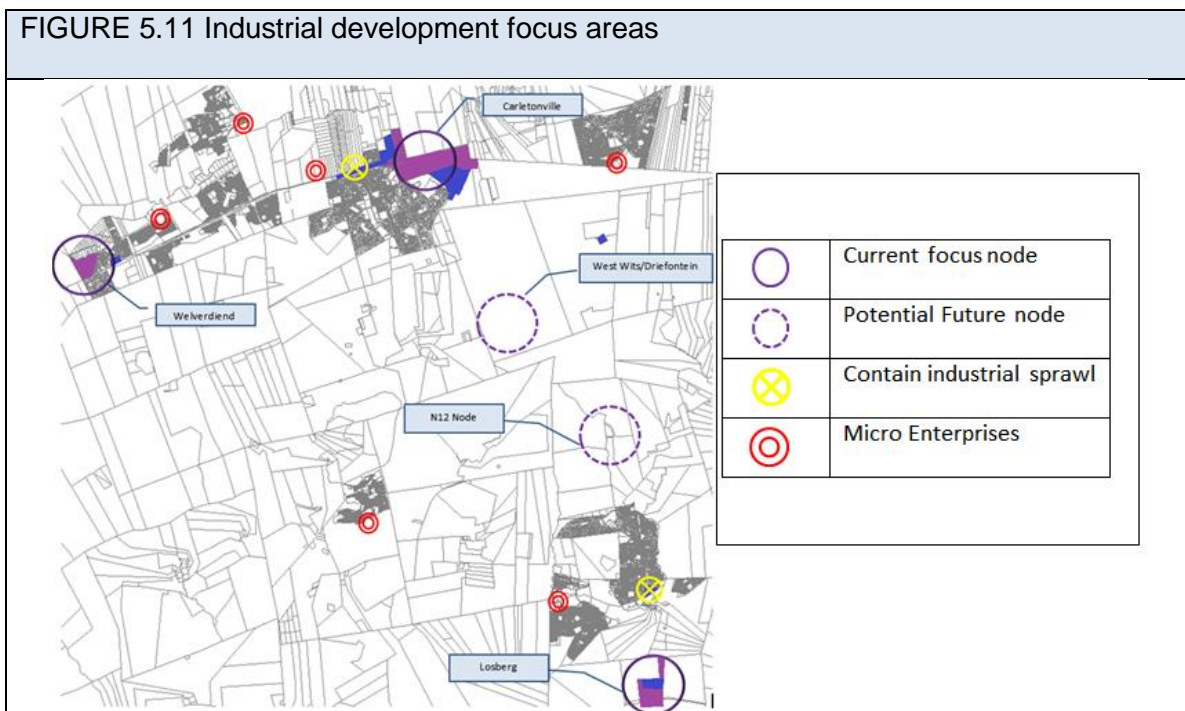 FIGURE 5.11 Industrial development focus areas
Carletonville
West Wits/Driefontein
Welverdiend
N12 Node
Losberg
Current focus node
Potential Future node
Contain industrial sprawl
Micro Enterprises